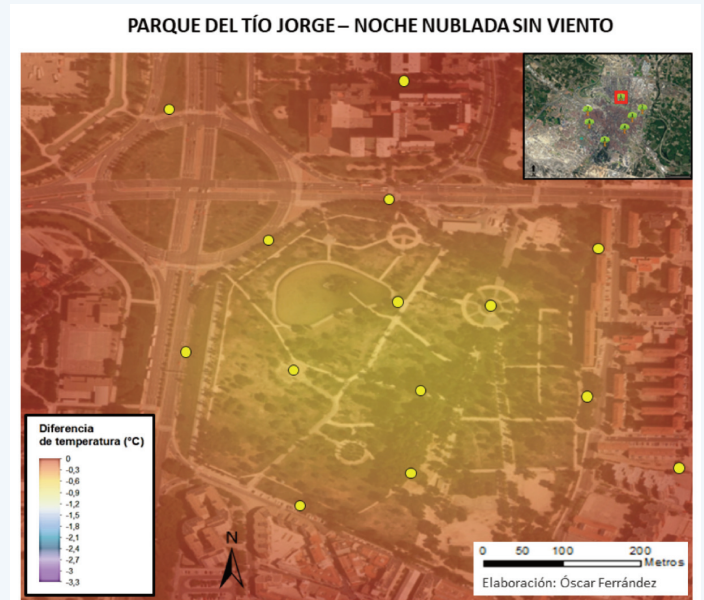 PARQUE DEL TÍO JORGE – NOCHE NUBLADA SIN VIENTO
Diferencia
de temperatura (°C)
0
-0,3
-0,6
-0,9
-1,2
-1,5
-1,8
-2,1
-2,4
-2,7
-3
-3,3
N
0 50 100 200
Metros
Elaboración: Óscar Ferrández